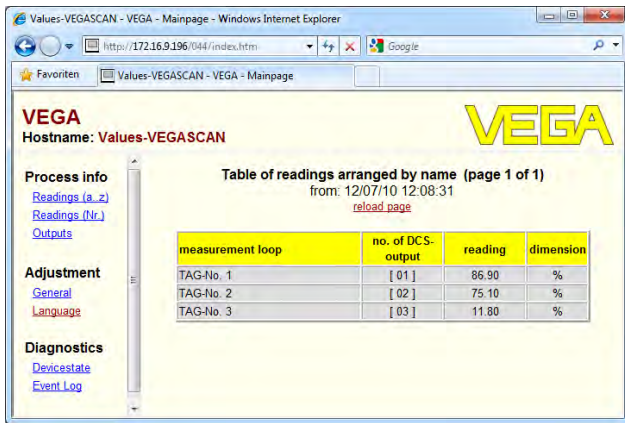 Values-VEGASCAN - VEGA - Mainpage - Windows Internet Explorer
http://172.16.9.196/044/index.htm
Google
Favoriten
Values-VEGASCAN - VEGA - Mainpage
VEGA
Hostname: Values-VEGASCAN
VEGA
Process info
Readings (a..z)
Readings (Nr.)
Outputs
Adjustment
General
Language
Diagnostics
Devicestate
Event Log
Table of readings arranged by name (page 1 of 1)
from: 12/07/10 12:08:31
reload page
measurement loop no. of DCS-output reading dimension
TAG-No. 1 [ 01 ] 86.90 %
TAG-No. 2 [ 02 ] 75.10 %
TAG-No. 3 [ 03 ] 11.80 %